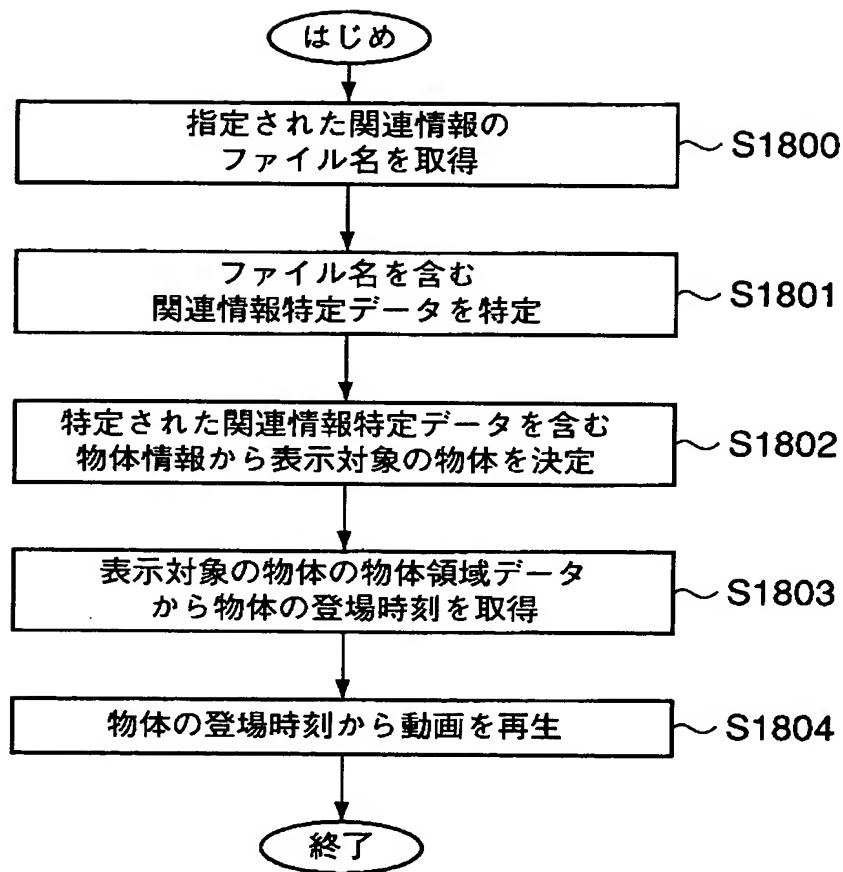 はじめ
指定された関連情報の
ファイル名を取得
S1800
ファイル名を含む
関連情報特定データを特定
S1801
特定された関連情報特定データを含む
物体情報から表示対象の物体を決定
S1802
表示対象の物体の物体領域データ
から物体の登場時刻を取得
S1803
物体の登場時刻から動画を再生
S1804
終了